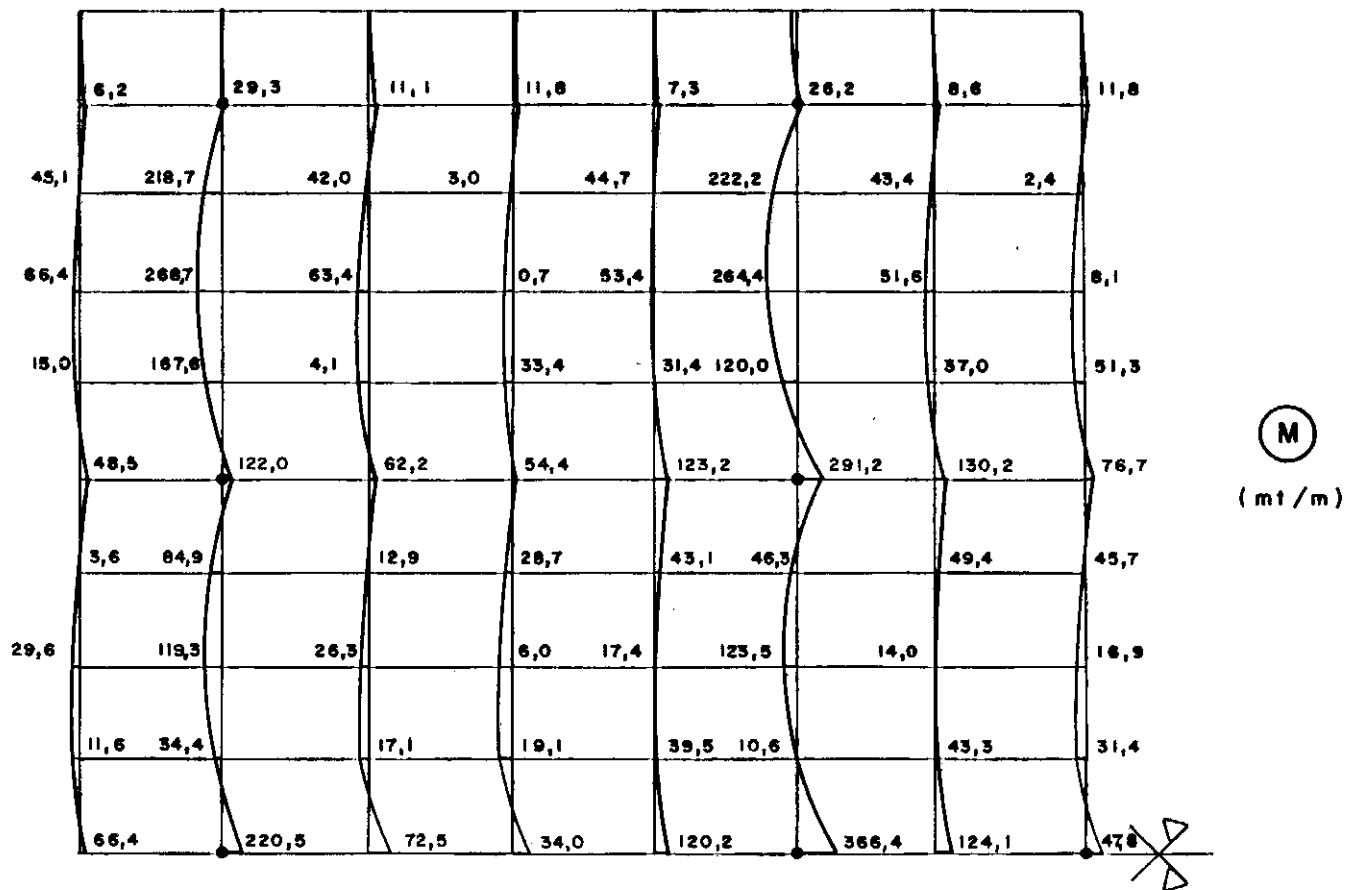 6,2 29,3 11,1 11,8 7,3 26,2 8,6 11,8
45,1 218,7 42,0 3,0 44,7 222,2 43,4 2,4
66,4 268,7 63,4 0,7 53,4 264,4 51,6 8,1
15,0 167,6 4,1 33,4 31,4 120,0 37,0 51,3
M
48,5 122,0 62,2 54,4 123,2 291,2 130,2 76,7
(mt/m)
3,6 84,9 12,9 28,7 43,1 46,3 49,4 45,7
29,6 119,3 26,3 6,0 17,4 123,5 14,0 16,9
11,6 34,4 17,1 19,1 39,5 10,6 43,3 31,4
66,4 220,5 72,5 34,0 120,2 366,4 124,1 47,8